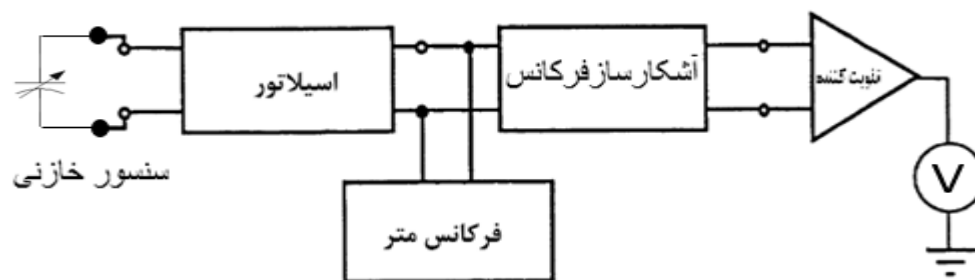 سنسور خازنی
اسیلاتور
فرکانس متر
آشکارساز فرکانس
تقویت کننده
V